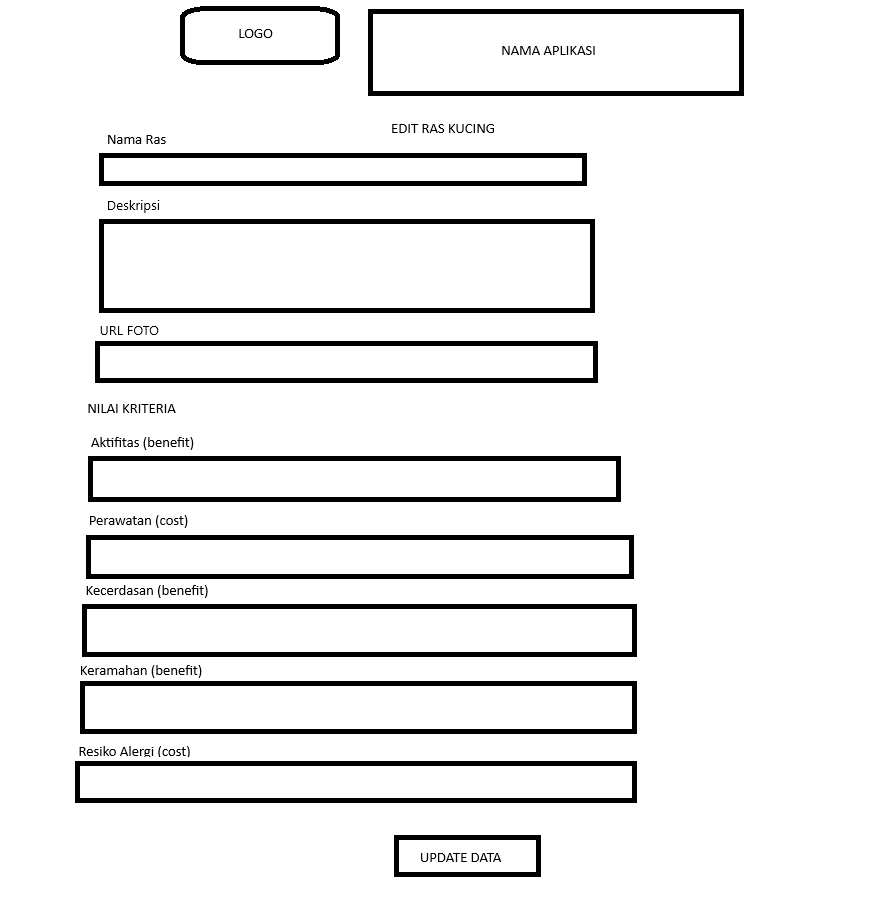 LOGO
NAMA APLIKASI
EDIT RAS KUCING
Nama Ras
Deskripsi
URL FOTO
NILAI KRITERIA
Aktifitas (benefit)
Perawatan (cost)
Kecerdasan (benefit)
Keramahan (benefit)
Resiko Alergi (cost)
UPDATE DATA